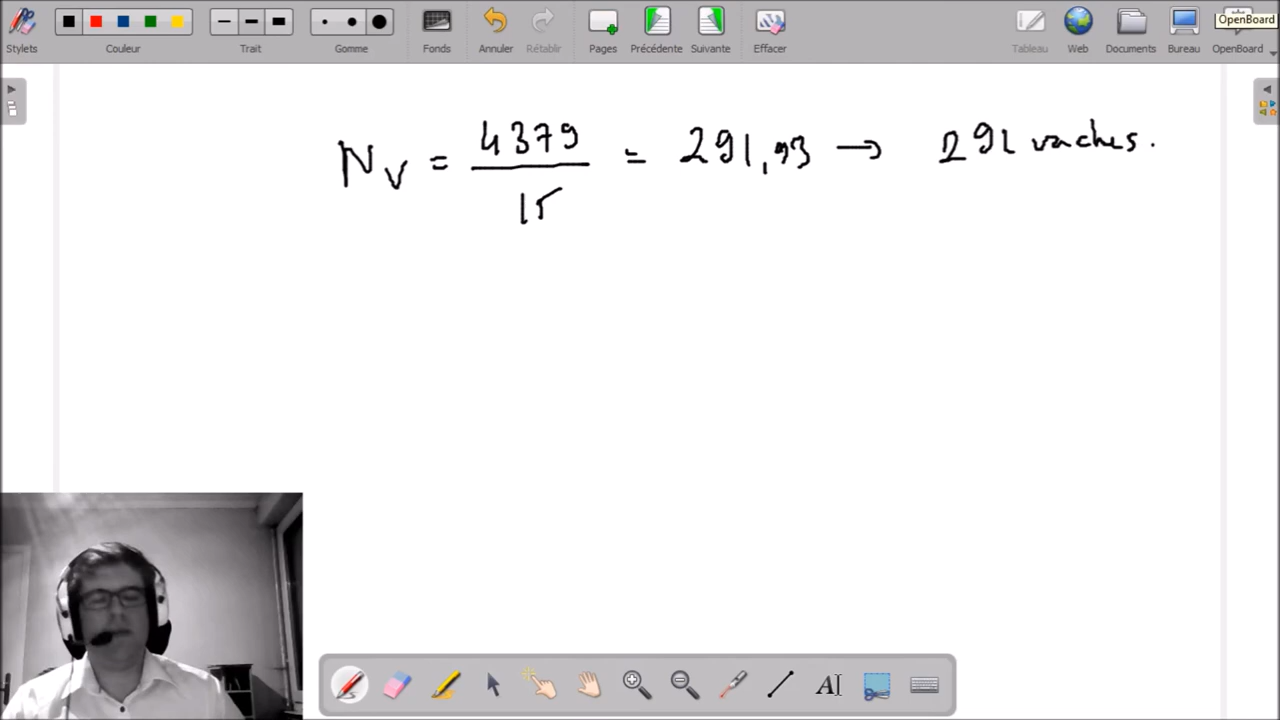 Stylets
Couleur
Trait
Gomme
Fonds
Annuler
Rétablir
Pages
Précédente
Suivante
Effacer
Tableau
Web
Documents
Bureau
OpenBoard
OpenBoard
N_V = 4379 / 15 = 291,93 → 292 vaches.